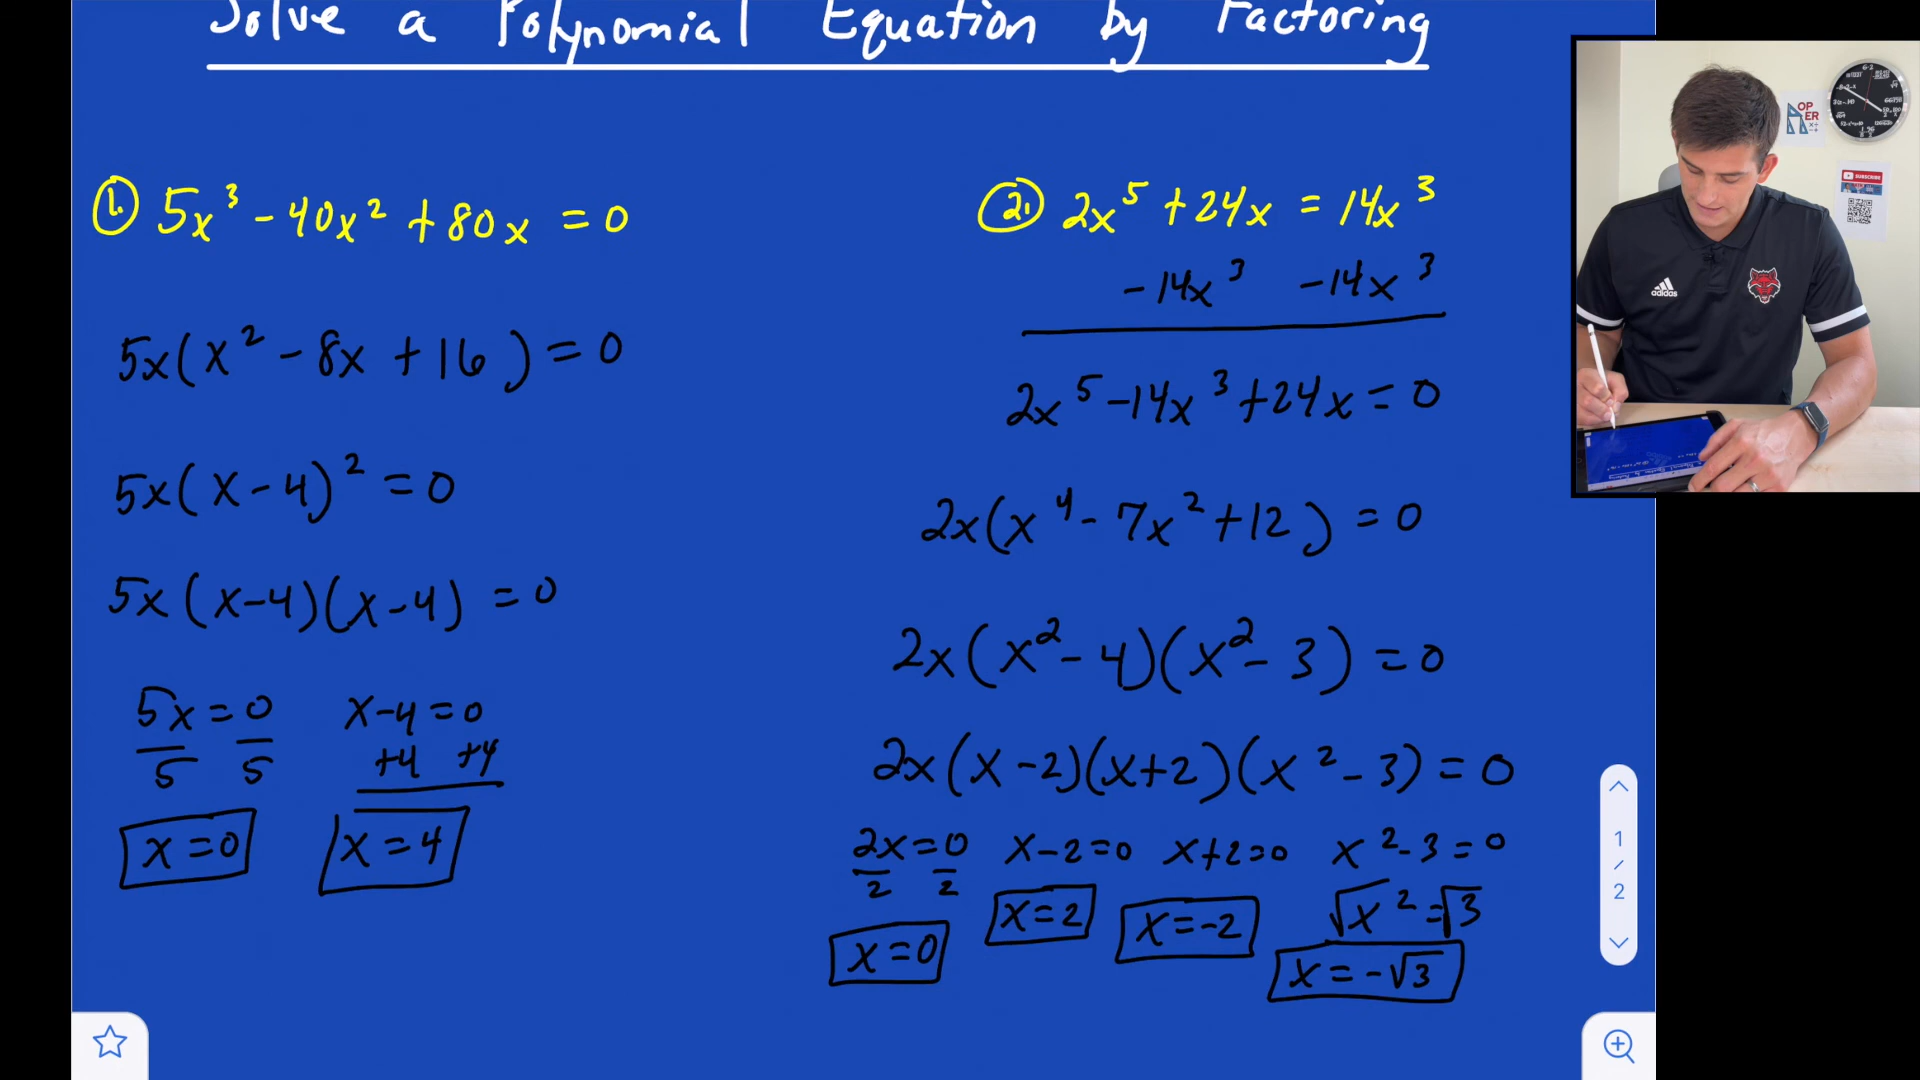 Solve a Polynomial Equation by Factoring
1. 5x³ - 40x² + 80x = 0
5x(x² - 8x + 16) = 0
5x(x - 4)² = 0
5x(x-4)(x-4) = 0
5x = 0 x-4=0
5 5 +4 +4
x = 0 x = 4
2. 2x⁵ + 24x = 14x³
-14x³ -14x³
2x⁵ - 14x³ + 24x = 0
2x(x⁴ - 7x² + 12) = 0
2x(x² - 4)(x² - 3) = 0
2x(x - 2)(x+2)(x² - 3) = 0
2x=0 x-2=0 x+2=0 x²-3=0
2 2 x=2 x=-2 √x² = √3
x=0 x = -√3
OP
ER
SUBSCRIBE
adidas
1
/
2